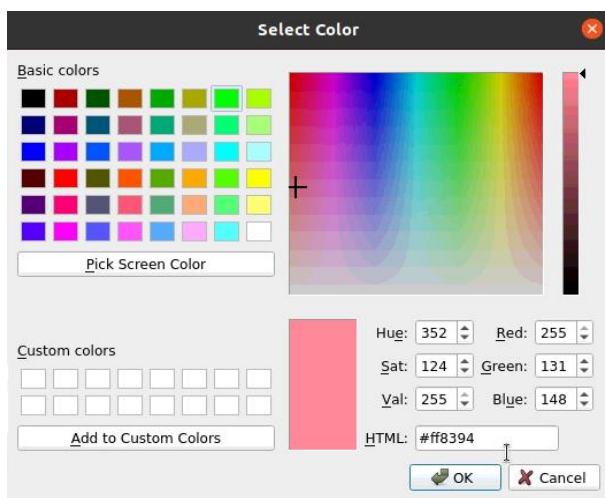 Select Color
Basic colors
Pick Screen Color
Custom colors
Add to Custom Colors
Hue: 352 Red: 255
Sat: 124 Green: 131
Val: 255 Blue: 148
HTML: #ff8394
OK Cancel